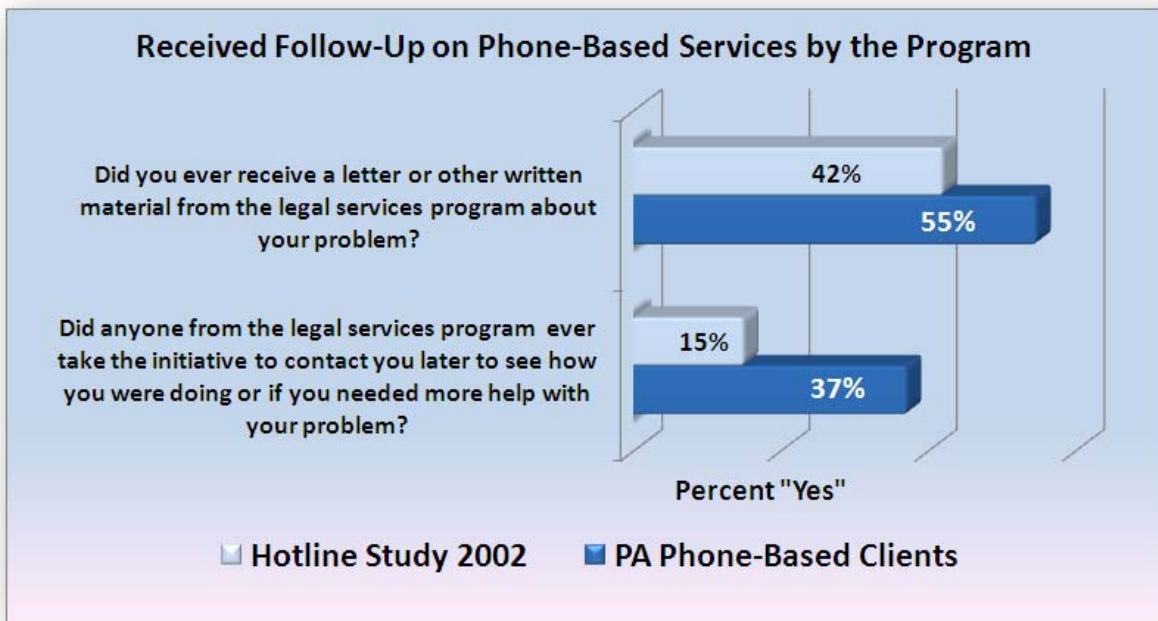 Received Follow-Up on Phone-Based Services by the Program
Did you ever receive a letter or other written
material from the legal services program about
your problem?
42%
55%
Did anyone from the legal services program ever
take the initiative to contact you later to see how
you were doing or if you needed more help with
your problem?
15%
37%
Percent "Yes"
Hotline Study 2002 PA Phone-Based Clients